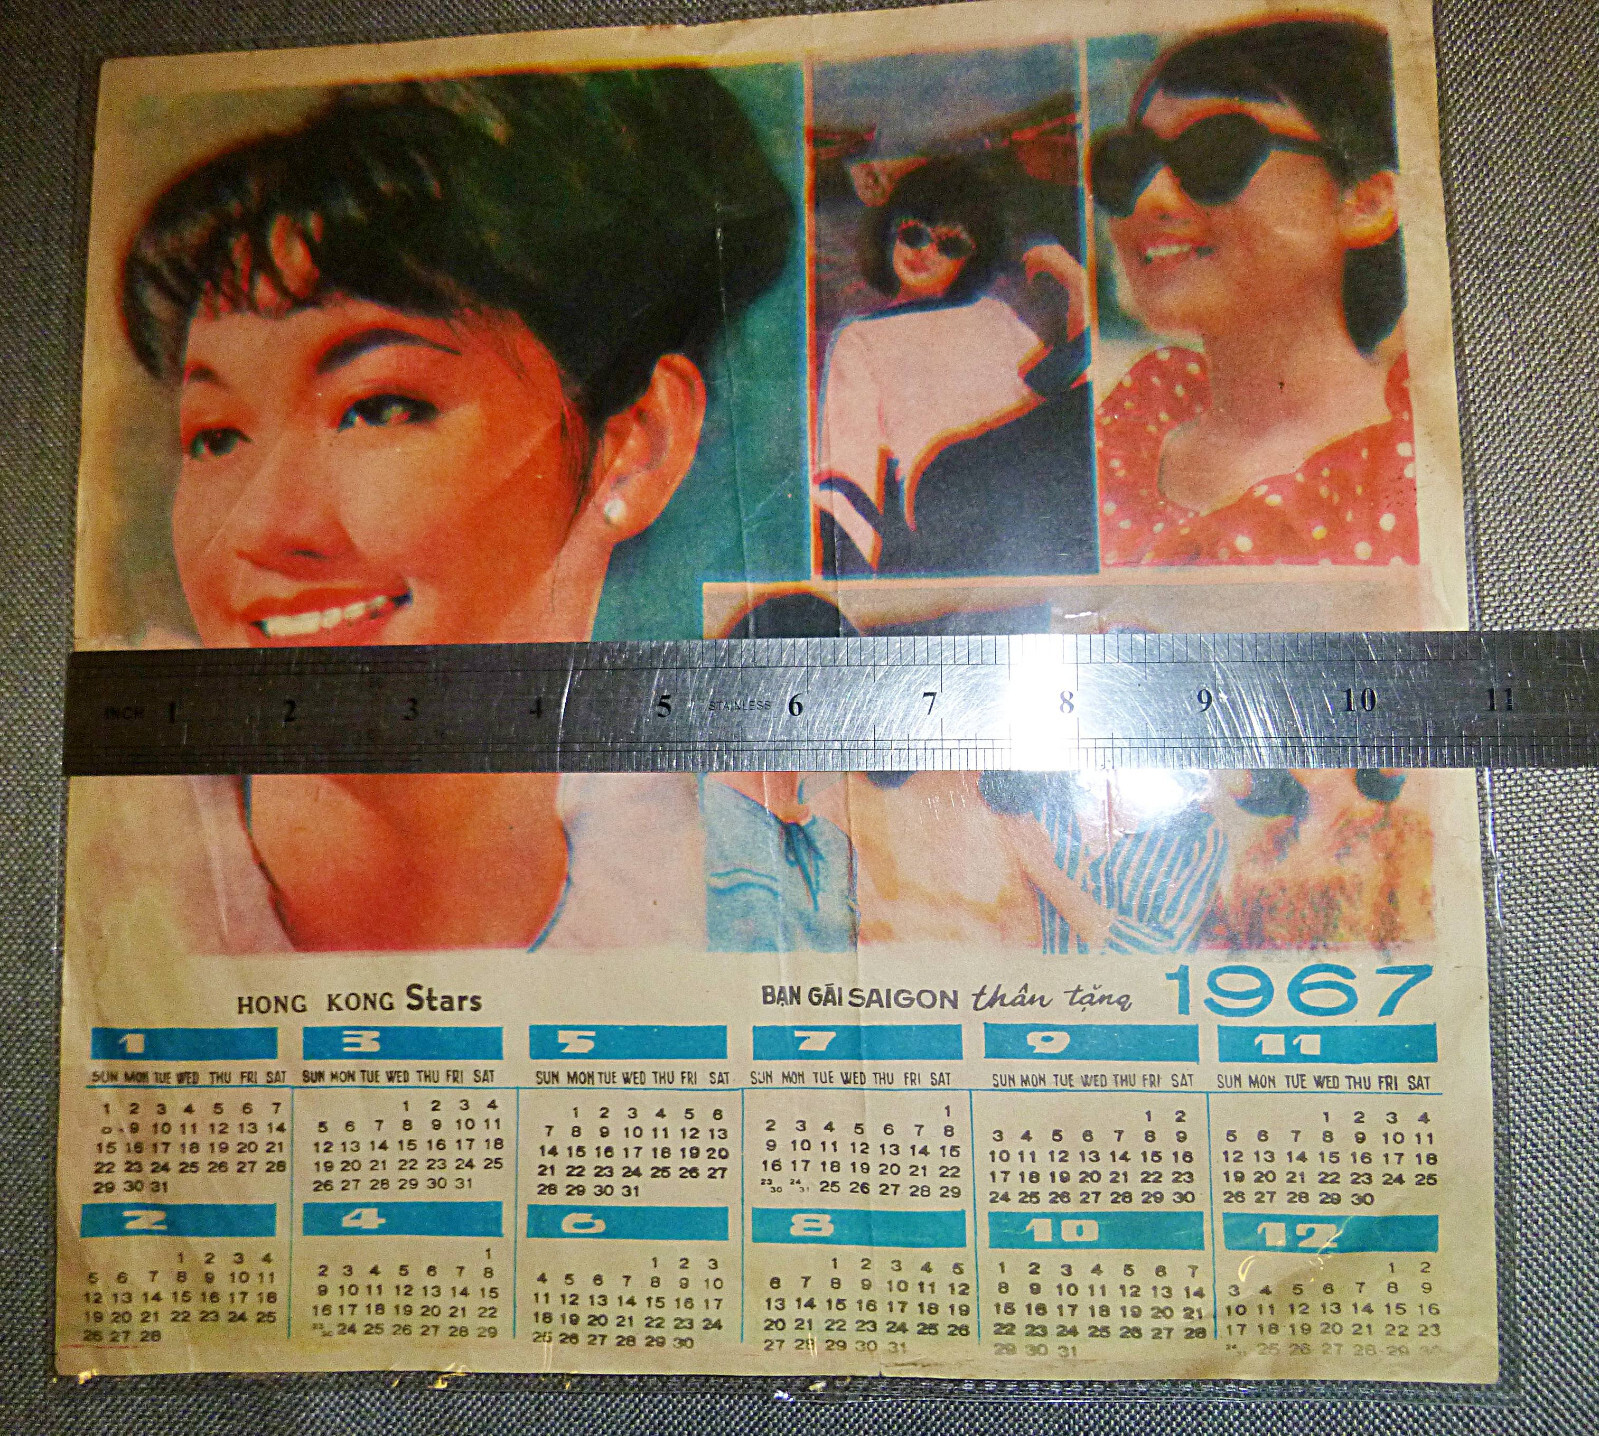 INCH 1 2 3 4 5 STAINLESS 6 7 8 9 10 11
HONG KONG Stars
BẠN GÁI SAIGON thân tặng 1967
1
SUN MON TUE WED THU FRI SAT
1 2 3 4 5 6 7
9 10 11 12 13 14
15 16 17 18 19 20 21
22 23 24 25 26 27 28
29 30 31
2
1 2 3 4
5 6 7 8 9 10 11
12 13 14 15 16 17 18
19 20 21 22 23 24 25
26 27 28
3
SUN MON TUE WED THU FRI SAT
1 2 3 4
5 6 7 8 9 10 11
12 13 14 15 16 17 18
19 20 21 22 23 24 25
26 27 28 29 30 31
4
1
2 3 4 5 6 7 8
9 10 11 12 13 14 15
16 17 18 19 20 21 22
23 30 24 25 26 27 28 29
5
SUN MON TUE WED THU FRI SAT
1 2 3 4 5 6
7 8 9 10 11 12 13
14 15 16 17 18 19 20
21 22 23 24 25 26 27
28 29 30 31
6
1 2 3
4 5 6 7 8 9 10
11 12 13 14 15 16 17
18 19 20 21 22 23 24
25 26 27 28 29 30
7
SUN MON TUE WED THU FRI SAT
1
2 3 4 5 6 7 8
9 10 11 12 13 14 15
16 17 18 19 20 21 22
23 30 24 31 25 26 27 28 29
8
1 2 3 4 5
6 7 8 9 10 11 12
13 14 15 16 17 18 19
20 21 22 23 24 25 26
27 28 29 30 31
9
SUN MON TUE WED THU FRI SAT
1 2
3 4 5 6 7 8 9
10 11 12 13 14 15 16
17 18 19 20 21 22 23
24 25 26 27 28 29 30
10
1 2 3 4 5 6 7
8 9 10 11 12 13 14
15 16 17 18 19 20 21
22 23 24 25 26 27 28
29 30 31
11
SUN MON TUE WED THU FRI SAT
1 2 3 4
5 6 7 8 9 10 11
12 13 14 15 16 17 18
19 20 21 22 23 24 25
26 27 28 29 30
12
1 2
3 4 5 6 7 8 9
10 11 12 13 14 15 16
17 18 19 20 21 22 23
24 31 25 26 27 28 29 30